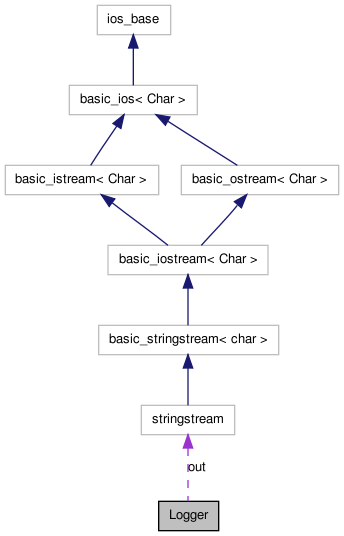 ios_base
basic_ios< Char >
basic_istream< Char >
basic_ostream< Char >
basic_iostream< Char >
basic_stringstream< char >
stringstream
out
Logger